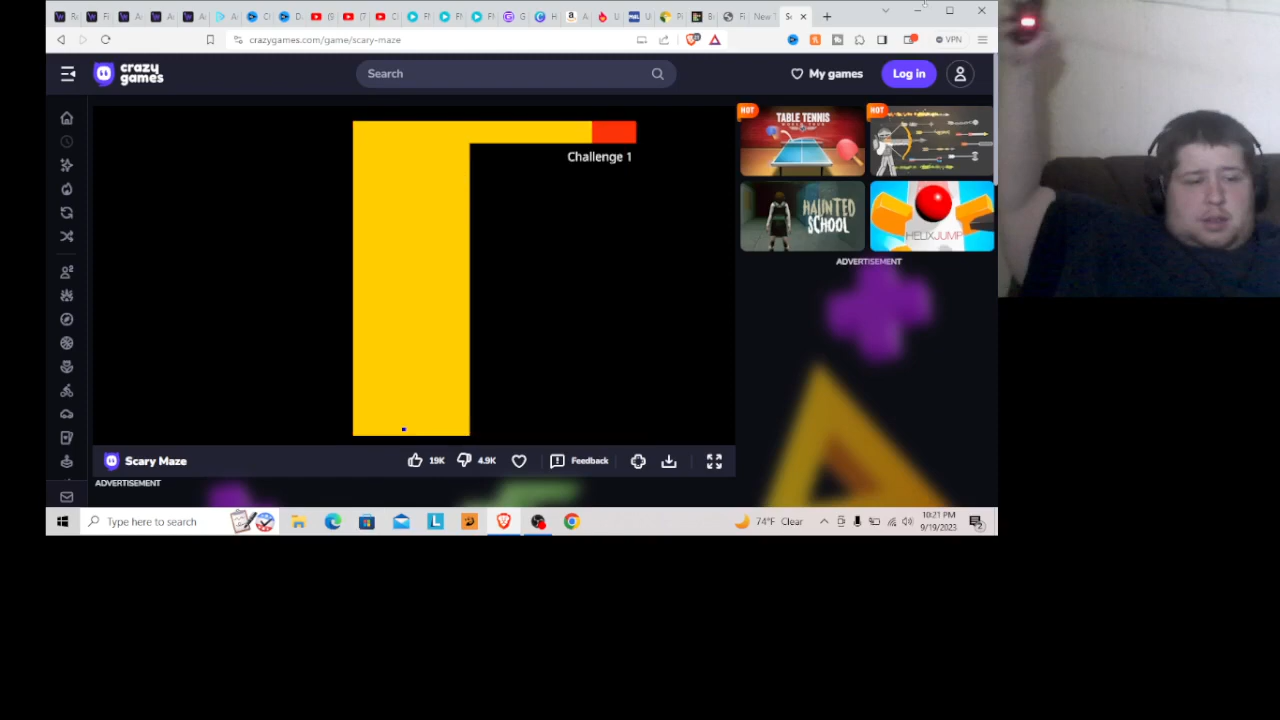 crazygames.com/game/scary-maze
VPN
crazy games
Search
My games
Log in
HOT
TABLE TENNIS
HOT
Challenge 1
HAUNTED SCHOOL
HELIX JUMP
ADVERTISEMENT
Scary Maze
19K
4.9K
Feedback
ADVERTISEMENT
Type here to search
74°F Clear
10:21 PM
9/19/2023